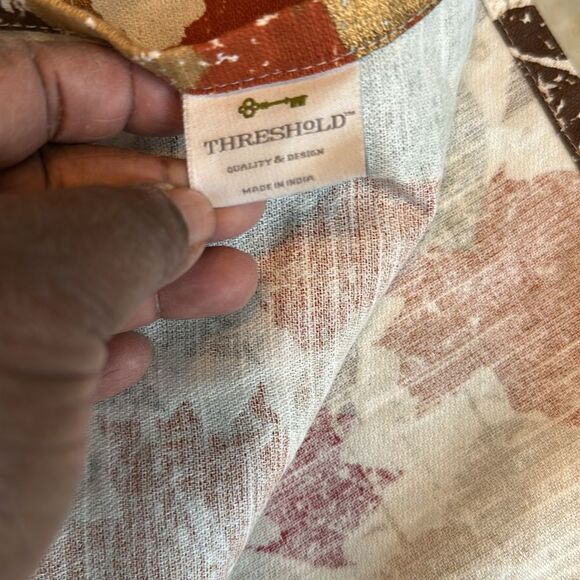 THRESHOLD™
QUALITY & DESIGN
MADE IN INDIA